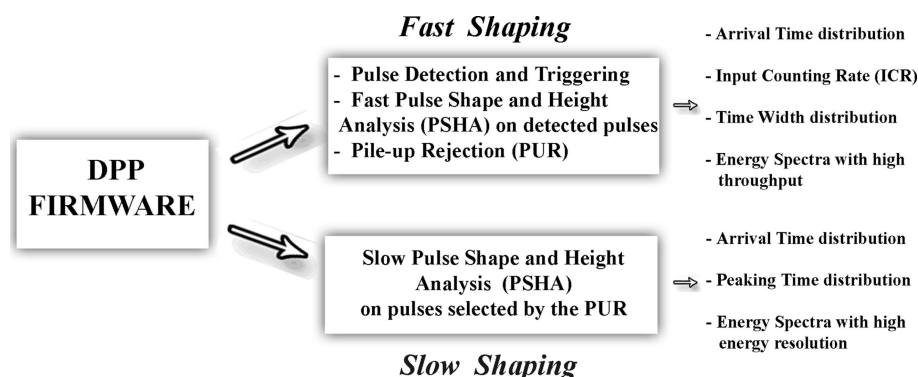 Fast Shaping
DPP
FIRMWARE
- Pulse Detection and Triggering
- Fast Pulse Shape and Height
Analysis (PSHA) on detected pulses
- Pile-up Rejection (PUR)
- Arrival Time distribution
- Input Counting Rate (ICR)
- Time Width distribution
- Energy Spectra with high
throughput
Slow Pulse Shape and Height
Analysis (PSHA)
on pulses selected by the PUR
- Arrival Time distribution
- Peaking Time distribution
- Energy Spectra with high
energy resolution
Slow Shaping